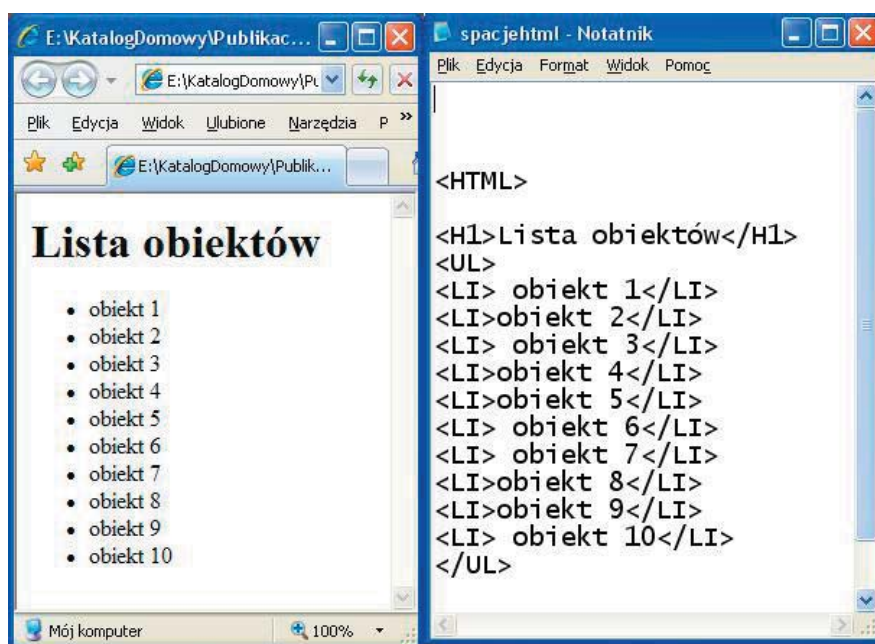 E:\KatalogDomowy\Publikac...
E:\KatalogDomowy\Pu
Plik Edycja Widok Ulubione Narzędzia P »
E:\KatalogDomowy\Publik...
Lista obiektów
• obiekt 1
• obiekt 2
• obiekt 3
• obiekt 4
• obiekt 5
• obiekt 6
• obiekt 7
• obiekt 8
• obiekt 9
• obiekt 10
Mój komputer 100%
spacjehtml - Notatnik
Plik Edycja Format Widok Pomoc
<HTML>
<H1>Lista obiektów</H1>
<UL>
<LI> obiekt 1</LI>
<LI>obiekt 2</LI>
<LI> obiekt 3</LI>
<LI>obiekt 4</LI>
<LI>obiekt 5</LI>
<LI> obiekt 6</LI>
<LI> obiekt 7</LI>
<LI>obiekt 8</LI>
<LI>obiekt 9</LI>
<LI> obiekt 10</LI>
</UL>